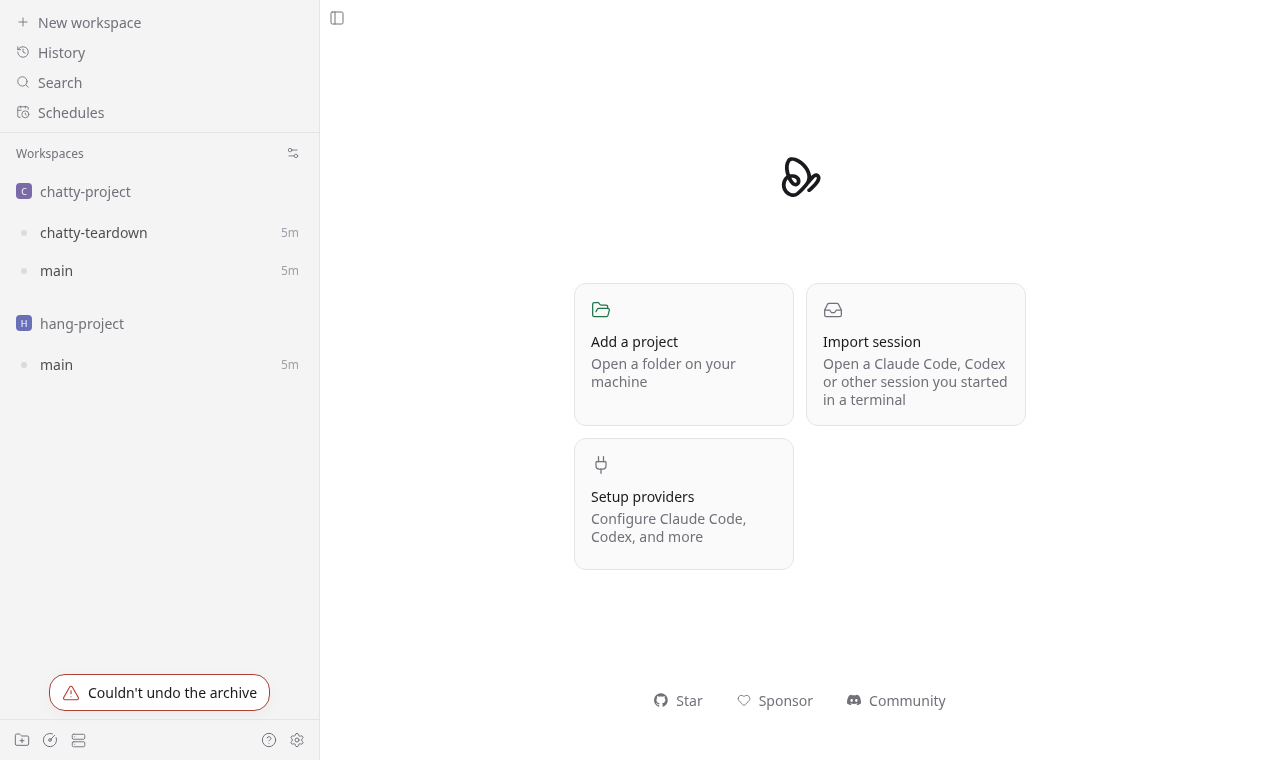 New workspace
History
Search
Schedules
Workspaces
C chatty-project
chatty-teardown 5m
main 5m
H hang-project
main 5m
Couldn't undo the archive
Add a project
Open a folder on your
machine
Import session
Open a Claude Code, Codex
or other session you started
in a terminal
Setup providers
Configure Claude Code,
Codex, and more
Star Sponsor Community